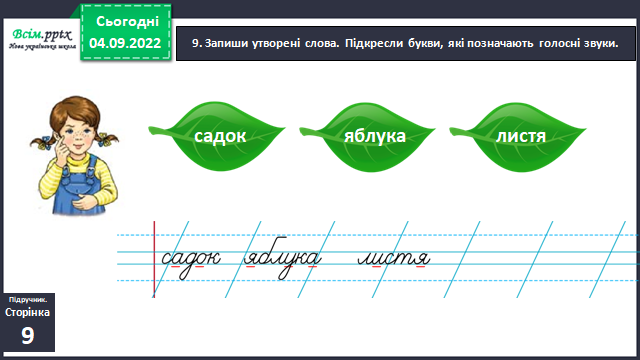 Всім.pptx
Нова українська школа
Сьогодні
04.09.2022
9. Запиши утворені слова. Підкресли букви, які позначають голосні звуки.
садок яблука листя
садок яблука листя
Підручник.
Сторінка
9